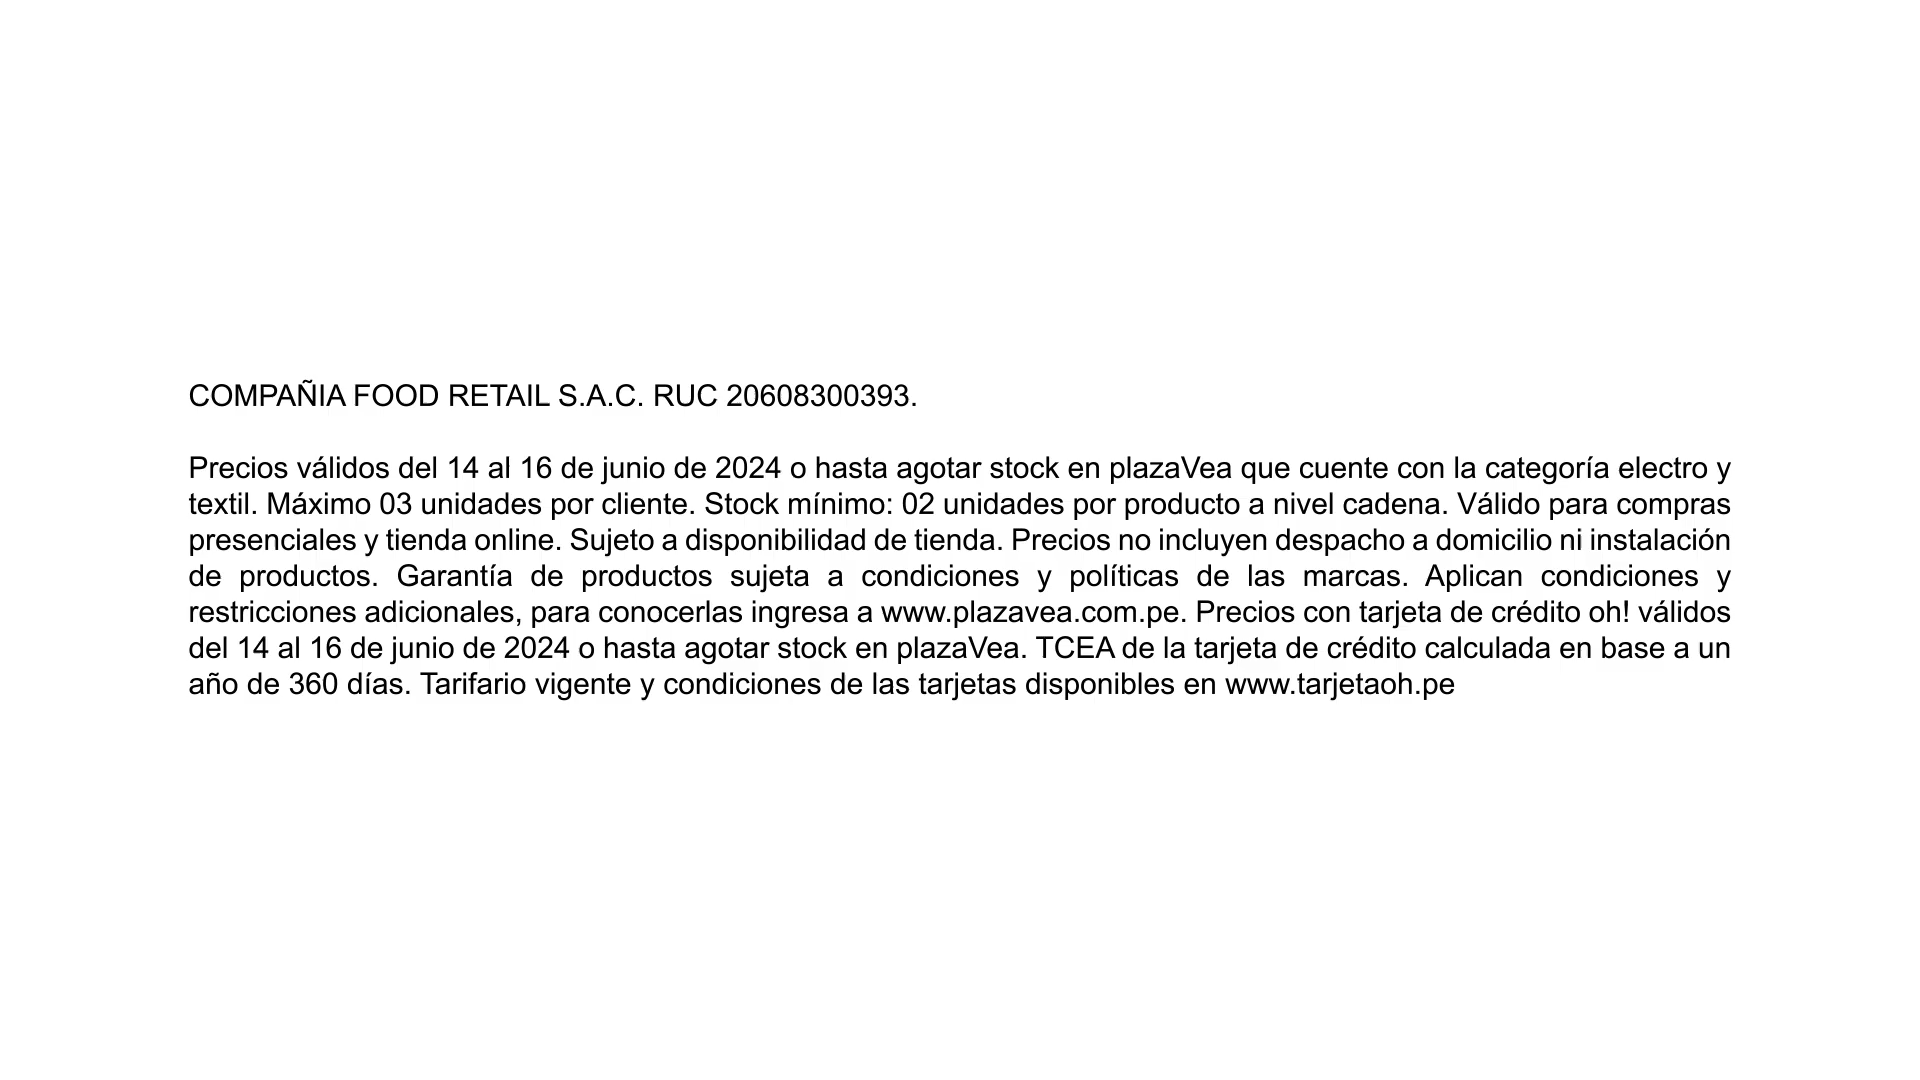 COMPAÑIA FOOD RETAIL S.A.C. RUC 20608300393.
Precios válidos del 14 al 16 de junio de 2024 o hasta agotar stock en plazaVea que cuente con la categoría electro y
textil. Máximo 03 unidades por cliente. Stock mínimo: 02 unidades por producto a nivel cadena. Válido para compras
presenciales y tienda online. Sujeto a disponibilidad de tienda. Precios no incluyen despacho a domicilio ni instalación
de productos. Garantía de productos sujeta a condiciones y políticas de las marcas. Aplican condiciones y
restricciones adicionales, para conocerlas ingresa a www.plazavea.com.pe. Precios con tarjeta de crédito oh! válidos
del 14 al 16 de junio de 2024 o hasta agotar stock en plazaVea. TCEA de la tarjeta de crédito calculada en base a un
año de 360 días. Tarifario vigente y condiciones de las tarjetas disponibles en www.tarjetaoh.pe